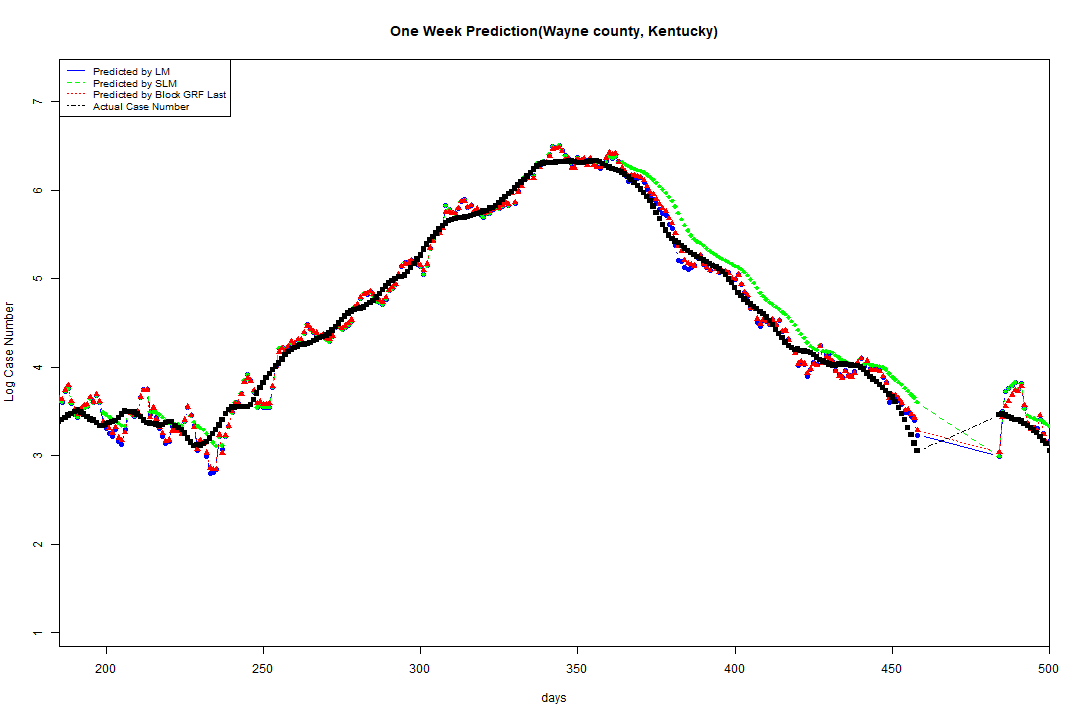 One Week Prediction(Wayne county, Kentucky)
Predicted by LM
Predicted by SLM
Predicted by Block GRF Last
Actual Case Number
7
6
5
4
3
2
1
Log Case Number
200 250 300 350 400 450 500
days